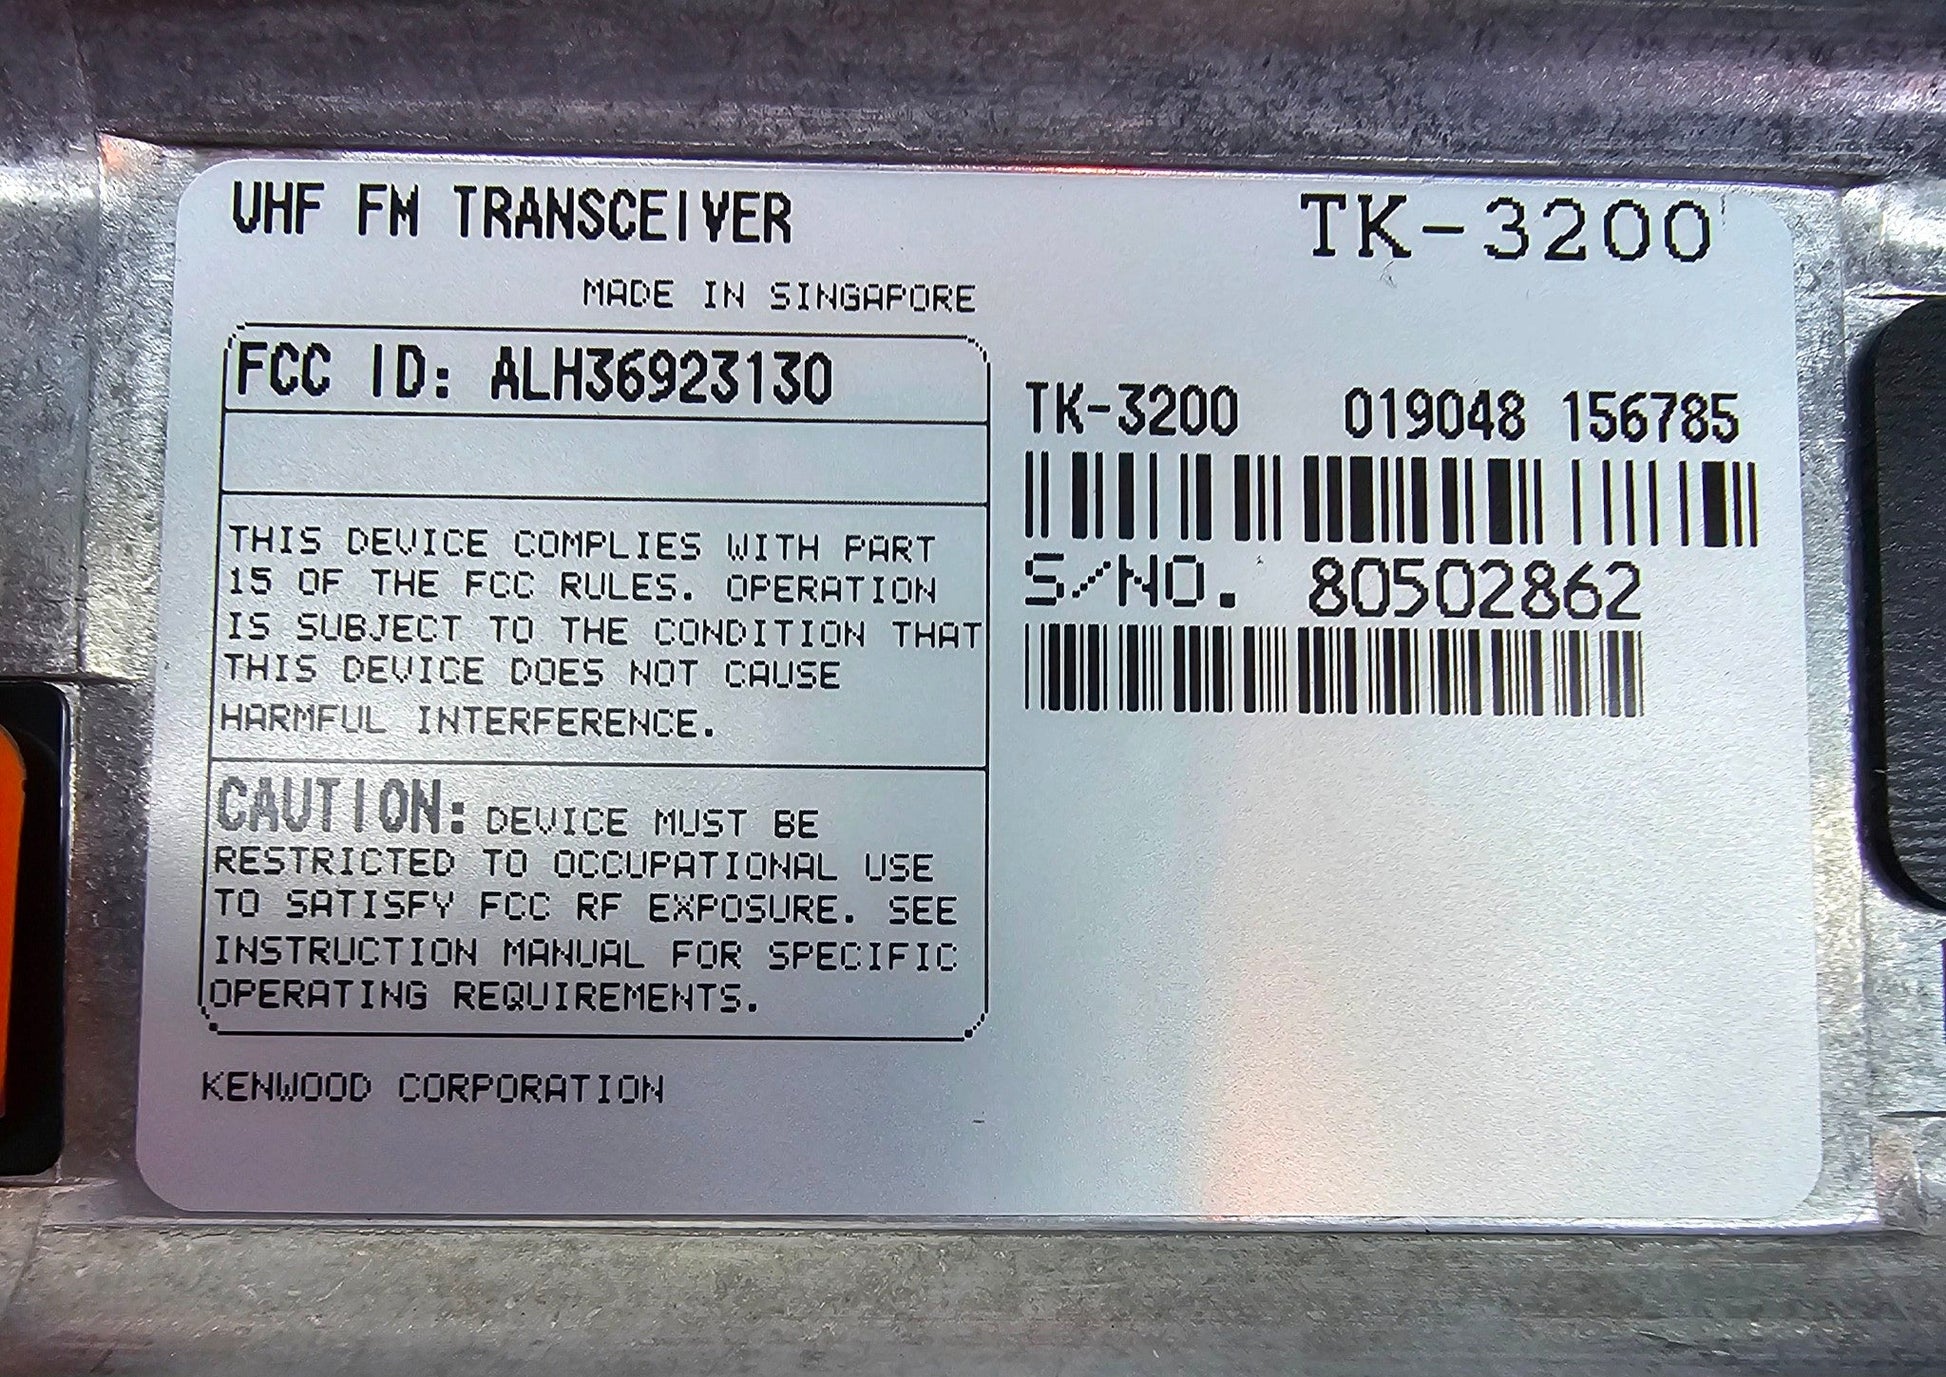 UHF FM TRANSCEIVER
TK-3200
MADE IN SINGAPORE
FCC ID: ALH36923130
THIS DEVICE COMPLIES WITH PART
15 OF THE FCC RULES. OPERATION
IS SUBJECT TO THE CONDITION THAT
THIS DEVICE DOES NOT CAUSE
HARMFUL INTERFERENCE.
CAUTION: DEVICE MUST BE
RESTRICTED TO OCCUPATIONAL USE
TO SATISFY FCC RF EXPOSURE. SEE
INSTRUCTION MANUAL FOR SPECIFIC
OPERATING REQUIREMENTS.
KENWOOD CORPORATION
TK-3200 019048 156785
S/NO. 80502862